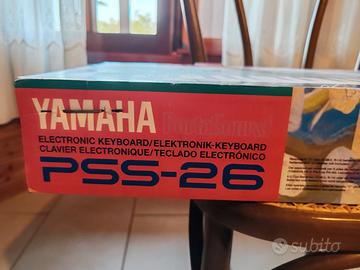 YAMAHA PortaSound
ELECTRONIC KEYBOARD/ELEKTRONIK-KEYBOARD
CLAVIER ELECTRONIQUE/TECLADO ELECTRÓNICO
PSS-26
subito